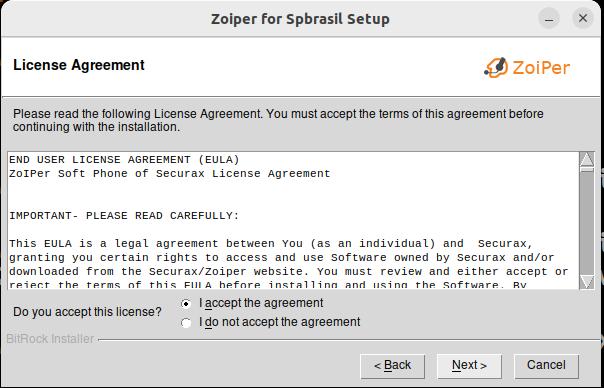 Zoiper for Spbrasil Setup
License Agreement
ZoiPer
Please read the following License Agreement. You must accept the terms of this agreement before
continuing with the installation.
END USER LICENSE AGREEMENT (EULA)
ZoIPer Soft Phone of Securax License Agreement
IMPORTANT- PLEASE READ CAREFULLY:
This EULA is a legal agreement between You (as an individual) and  Securax,
granting you certain rights to access and use Software owned by Securax and/or
downloaded from the Securax/Zoiper website. You must review and either accept or
reject the terms of this EULA before installing and using the Software. By
Do you accept this license?
I accept the agreement
I do not accept the agreement
BitRock Installer
< Back
Next >
Cancel